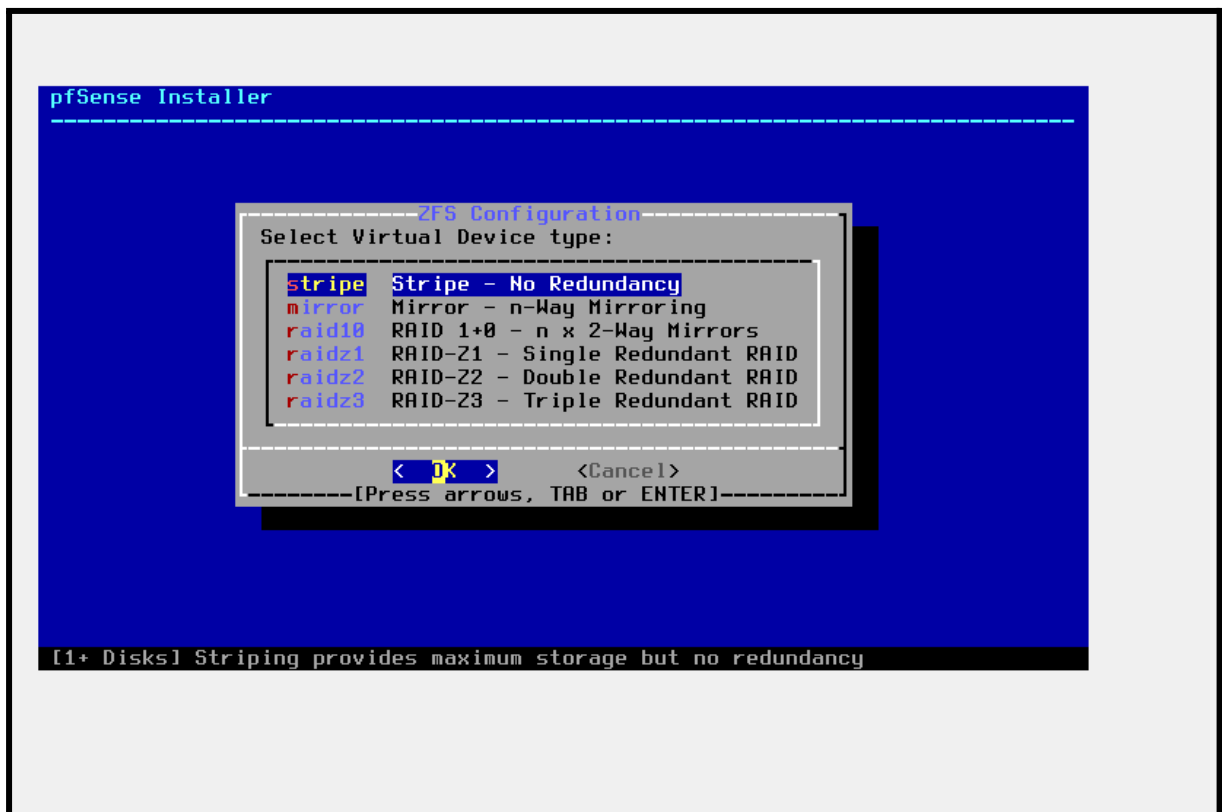 pfSense Installer
ZFS Configuration
Select Virtual Device type:
stripe Stripe - No Redundancy
mirror Mirror - n-Way Mirroring
raid10 RAID 1+0 - n x 2-Way Mirrors
raidz1 RAID-Z1 - Single Redundant RAID
raidz2 RAID-Z2 - Double Redundant RAID
raidz3 RAID-Z3 - Triple Redundant RAID
< OK > <Cancel>
[Press arrows, TAB or ENTER]
[1+ Disks] Striping provides maximum storage but no redundancy